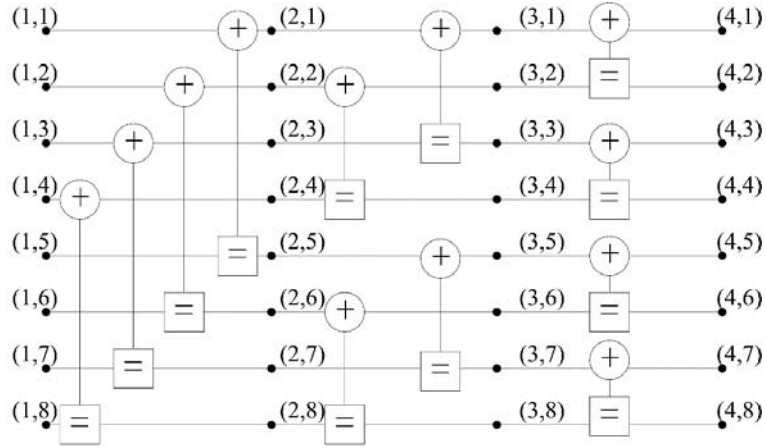 (1,1) + (2,1) + (3,1) + (4,1)
(1,2) + (2,2) + (3,2) = (4,2)
(1,3) + (2,3) = (3,3) + (4,3)
(1,4) + (2,4) = (3,4) = (4,4)
(1,5) = (2,5) + (3,5) + (4,5)
(1,6) = (2,6) + (3,6) = (4,6)
(1,7) = (2,7) = (3,7) + (4,7)
(1,8) = (2,8) = (3,8) = (4,8)